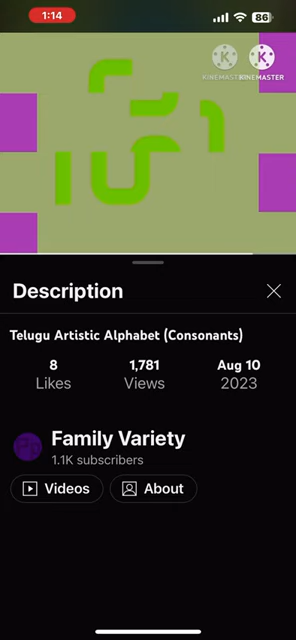 1:14
86
K
K
KINEMASTER
KINEMASTER
Description
Telugu Artistic Alphabet (Consonants)
8 1,781 Aug 10
Likes Views 2023
Family Variety
1.1K subscribers
Videos About